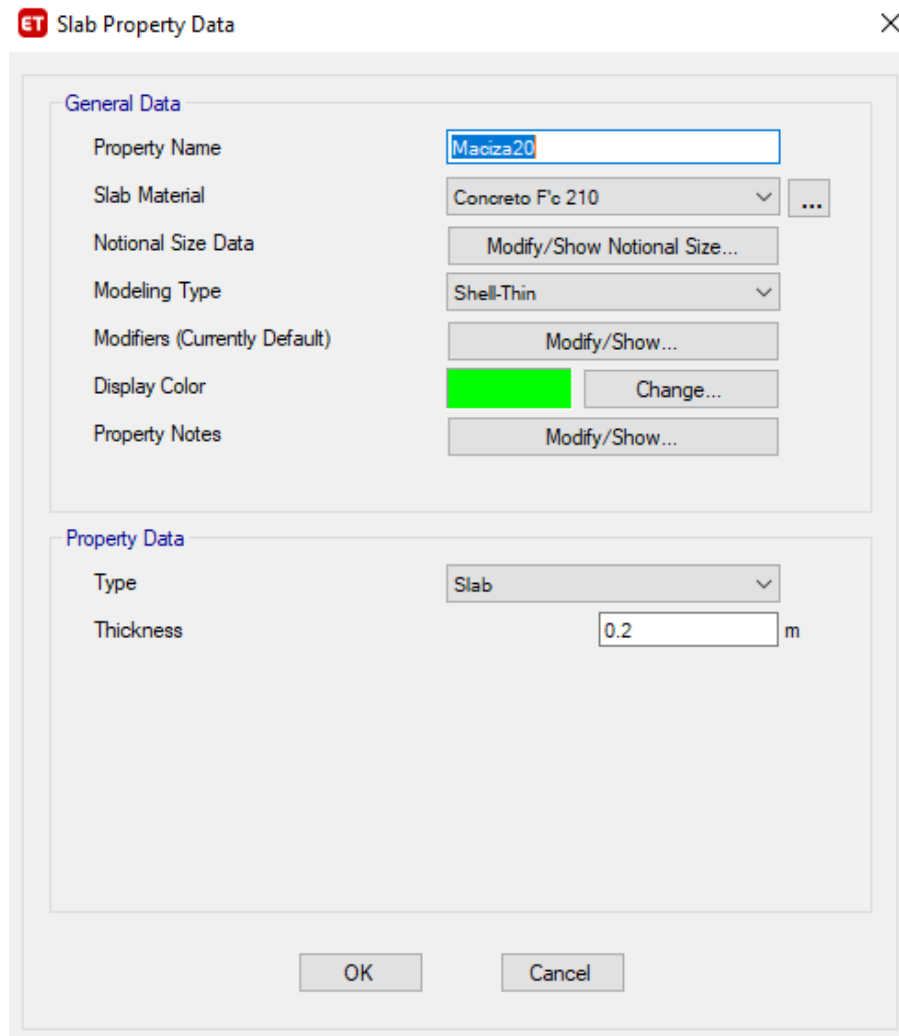 ET Slab Property Data
General Data
Property Name Maciza20
Slab Material Concreto F'c 210 ...
Notional Size Data Modify/Show Notional Size...
Modeling Type Shell-Thin
Modifiers (Currently Default) Modify/Show...
Display Color Change...
Property Notes Modify/Show...
Property Data
Type Slab
Thickness 0.2 m
OK Cancel